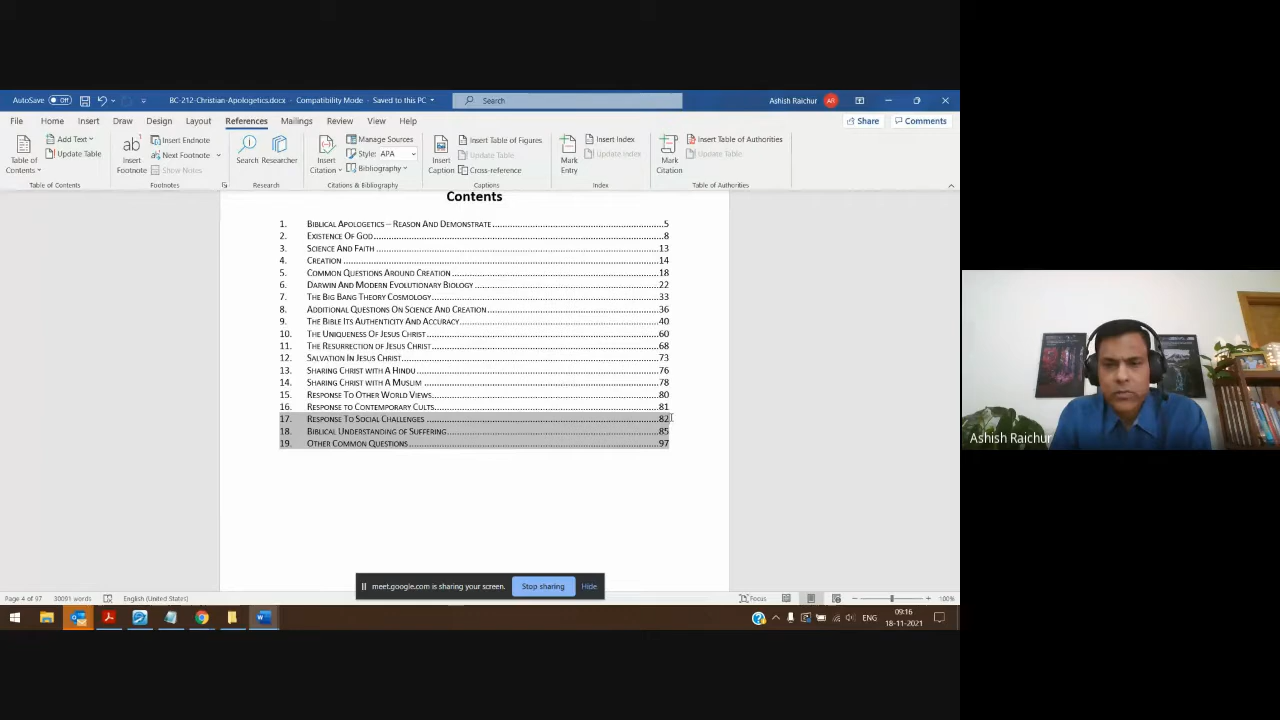 AutoSave Off BC-212-Christian-Apologetics.docx - Compatibility Mode - Saved to this PC Search Ashish Raichur AR
File Home Insert Draw Design Layout References Mailings Review View Help Share Comments
Table of Contents Add Text Update Table Insert Footnote Insert Endnote Next Footnote Show Notes Search Researcher Insert Citation Manage Sources Style: APA Bibliography Insert Caption Insert Table of Figures Update Table Cross-reference Mark Entry Insert Index Update Index Mark Citation Insert Table of Authorities Update Table
Table of Contents Footnotes Research Citations & Bibliography Captions Index Table of Authorities
Contents
1. Biblical Apologetics – Reason And Demonstrate 5
2. Existence Of God 8
3. Science And Faith 13
4. Creation 14
5. Common Questions Around Creation 18
6. Darwin And Modern Evolutionary Biology 22
7. The Big Bang Theory Cosmology 33
8. Additional Questions On Science And Creation 36
9. The Bible Its Authenticity And Accuracy 40
10. The Uniqueness Of Jesus Christ 60
11. The Resurrection of Jesus Christ 68
12. Salvation In Jesus Christ 73
13. Sharing Christ with A Hindu 76
14. Sharing Christ with A Muslim 78
15. Response To Other World Views 80
16. Response to Contemporary Cults 81
17. Response To Social Challenges 82
18. Biblical Understanding of Suffering 85
19. Other Common Questions 97
Ashish Raichur
meet.google.com is sharing your screen. Stop sharing Hide
Page 4 of 97 30091 words English (United States) Focus 100%
ENG 09:16
18-11-2021